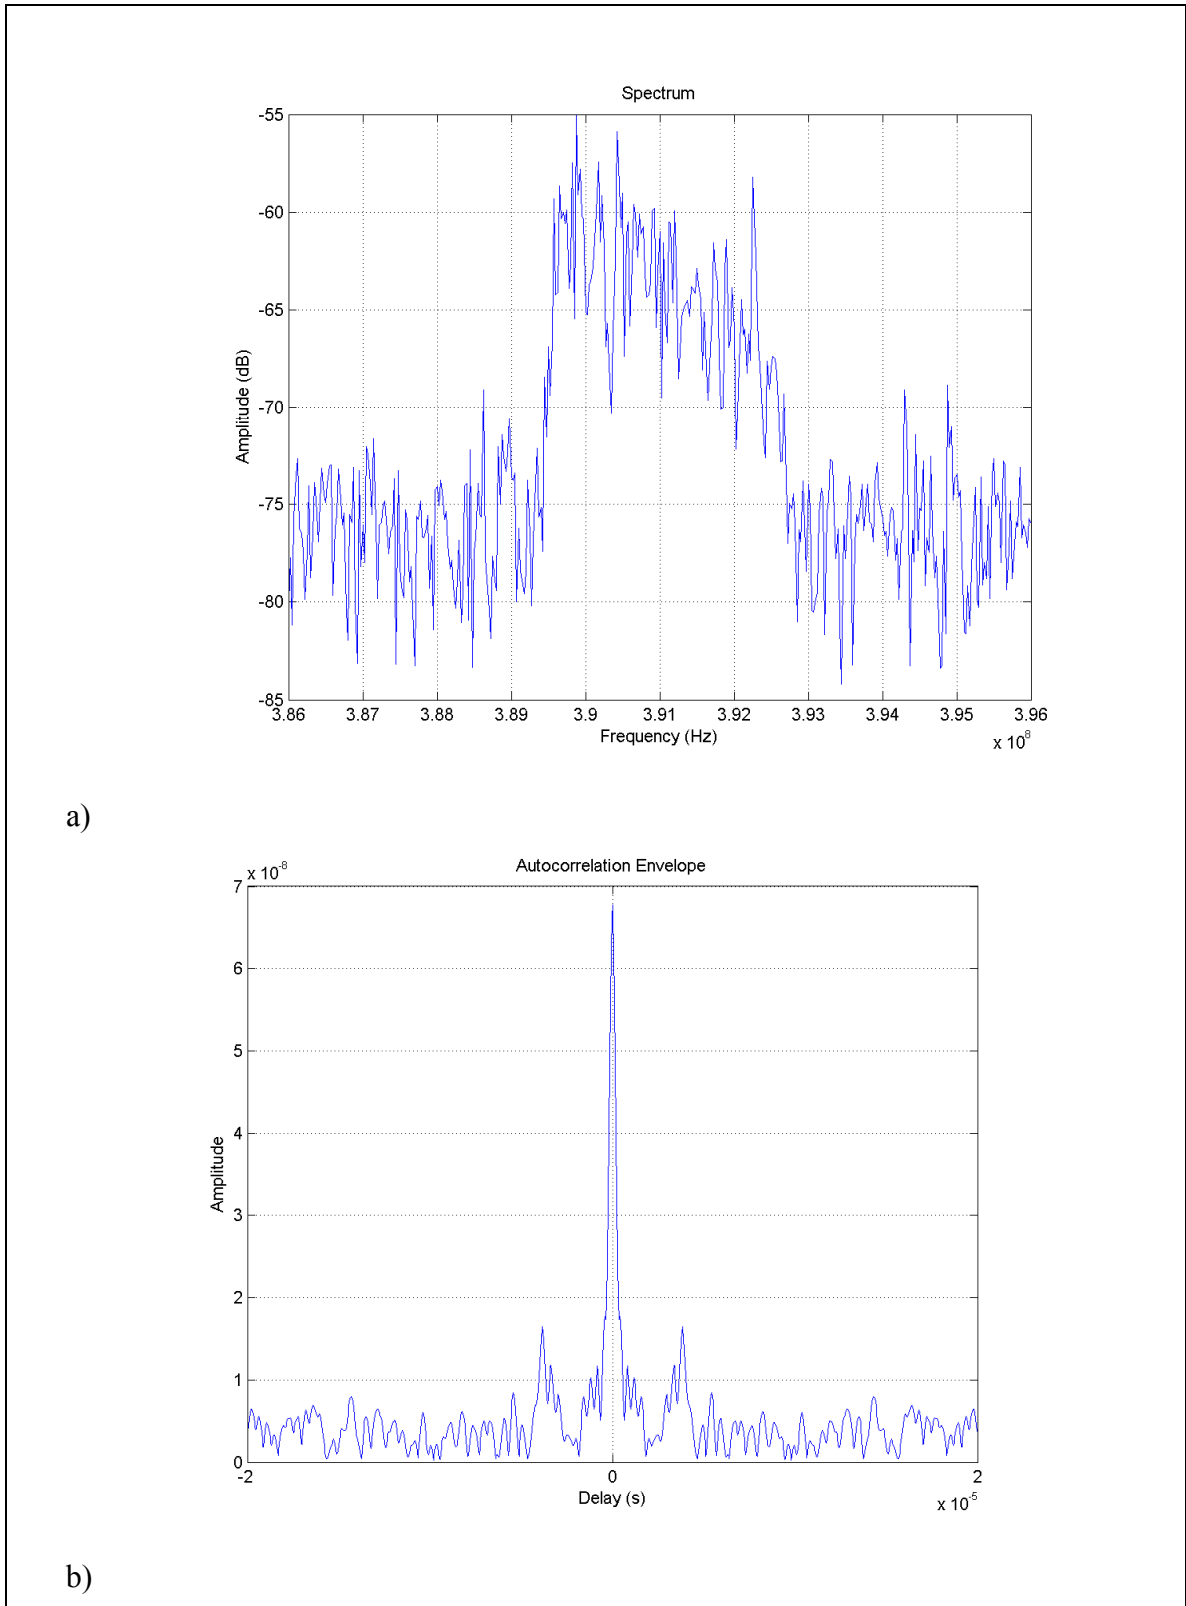 Spectrum
-55
-60
-65
-70
-75
-80
-85
Amplitude (dB)
3.86 3.87 3.88 3.89 3.9 3.91 3.92 3.93 3.94 3.95 3.96
Frequency (Hz)
x 10^8
a)
Autocorrelation Envelope
x 10^-8
7
6
5
4
3
2
1
0
Amplitude
-2 0 2
Delay (s)
x 10^-5
b)